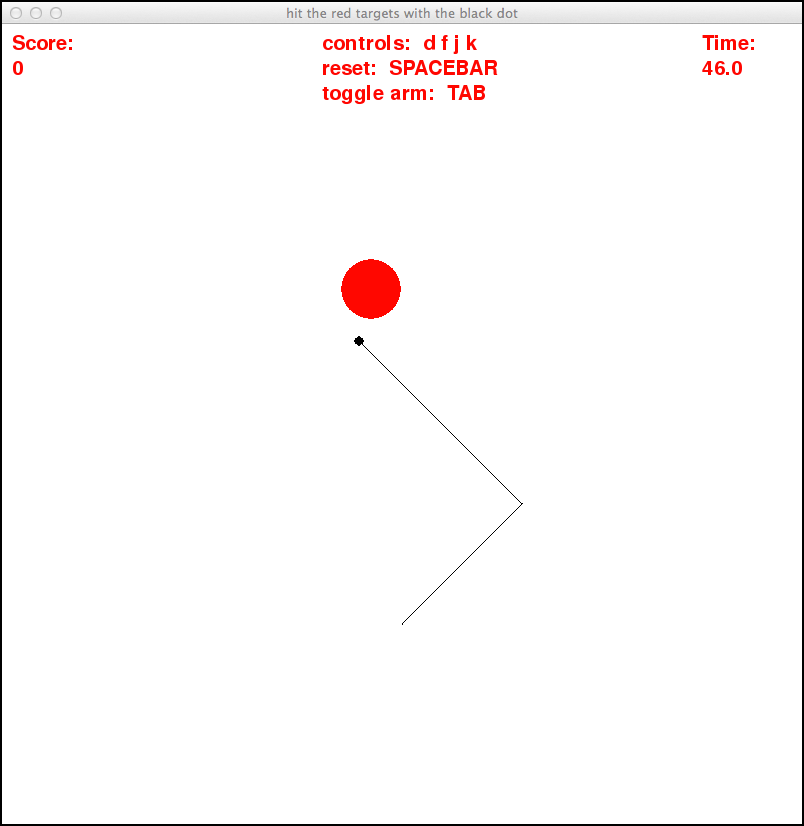 hit the red targets with the black dot
Score:
0
controls:  d f j k
reset:  SPACEBAR
toggle arm:  TAB
Time:
46.0